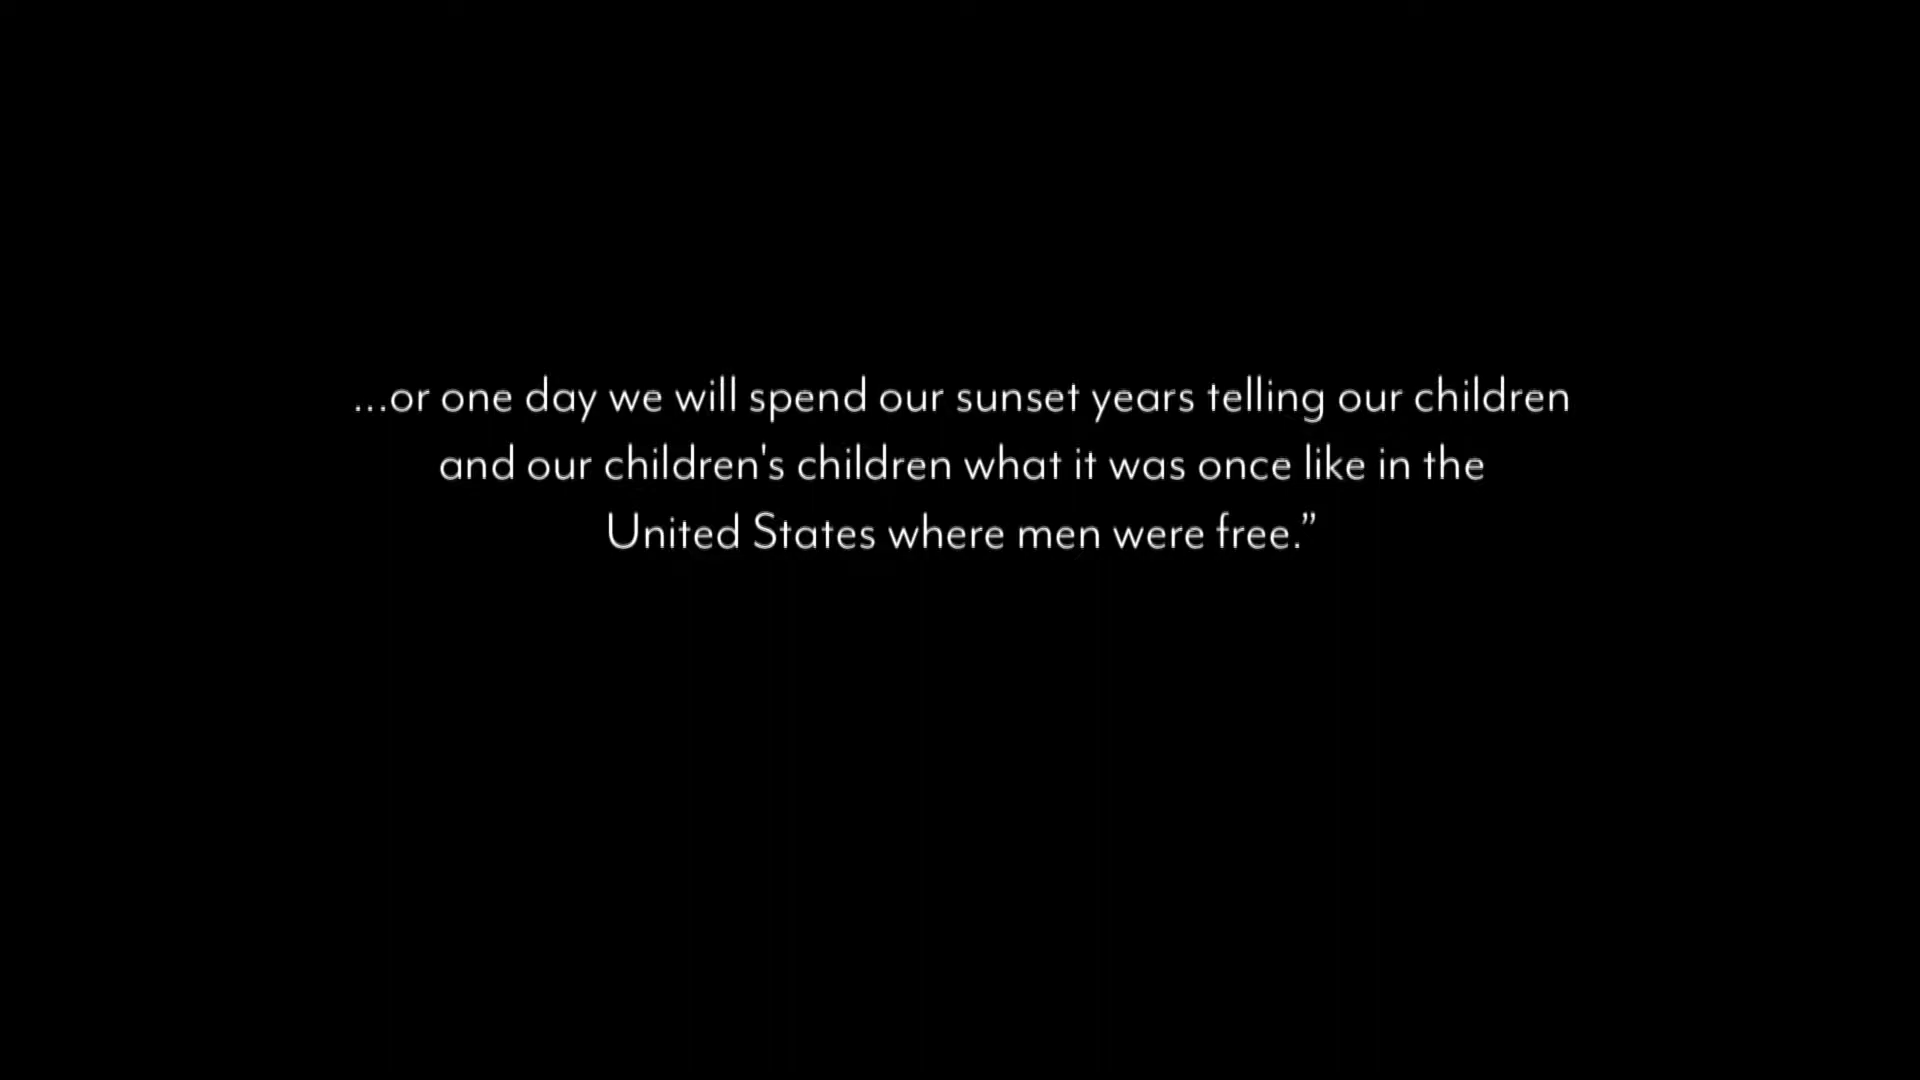 ...or one day we will spend our sunset years telling our children
and our children's children what it was once like in the
United States where men were free.”